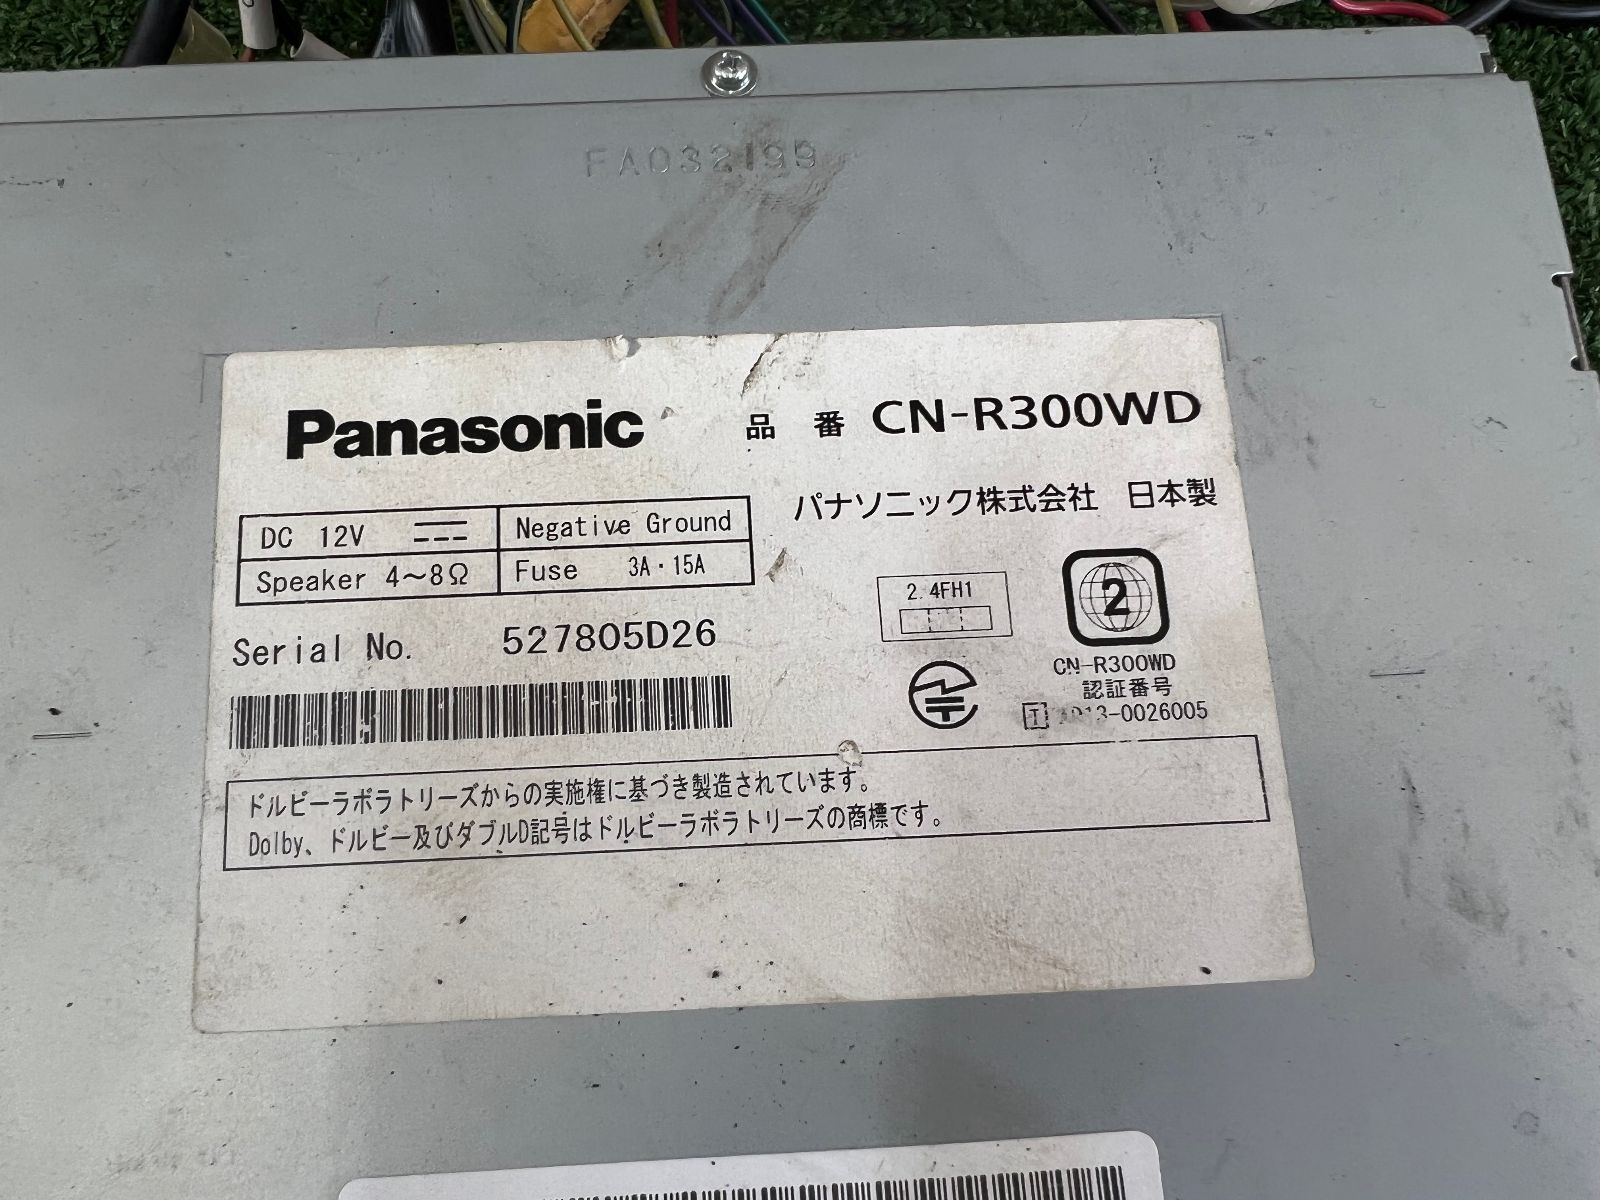 FA032199
Panasonic 品 番 CN-R300WD
パナソニック株式会社 日本製
DC 12V Negative Ground
Speaker 4～8Ω Fuse 3A・15A
Serial No. 527805D26
2.4FH1
2
CN-R300WD
認証番号
T 13-0026005
ドルビーラボラトリーズからの実施権に基づき製造されています。
Dolby、ドルビー及びダブルD記号はドルビーラボラトリーズの商標です。